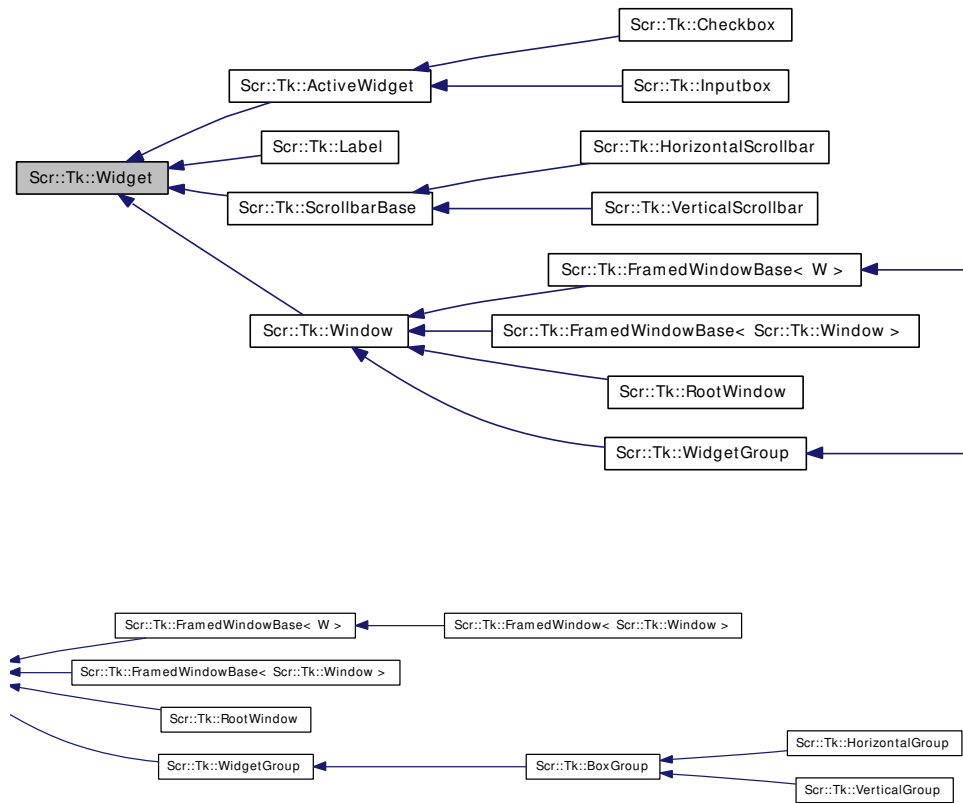 Scr::Tk::Checkbox
Scr::Tk::ActiveWidget
Scr::Tk::Inputbox
Scr::Tk::Label
Scr::Tk::HorizontalScrollbar
Scr::Tk::Widget
Scr::Tk::ScrollbarBase
Scr::Tk::VerticalScrollbar
Scr::Tk::FramedWindowBase< W >
Scr::Tk::Window
Scr::Tk::FramedWindowBase< Scr::Tk::Window >
Scr::Tk::RootWindow
Scr::Tk::WidgetGroup
Scr::Tk::FramedWindowBase< W >
Scr::Tk::FramedWindow< Scr::Tk::Window >
Scr::Tk::FramedWindowBase< Scr::Tk::Window >
Scr::Tk::RootWindow
Scr::Tk::HorizontalGroup
Scr::Tk::WidgetGroup
Scr::Tk::BoxGroup
Scr::Tk::VerticalGroup